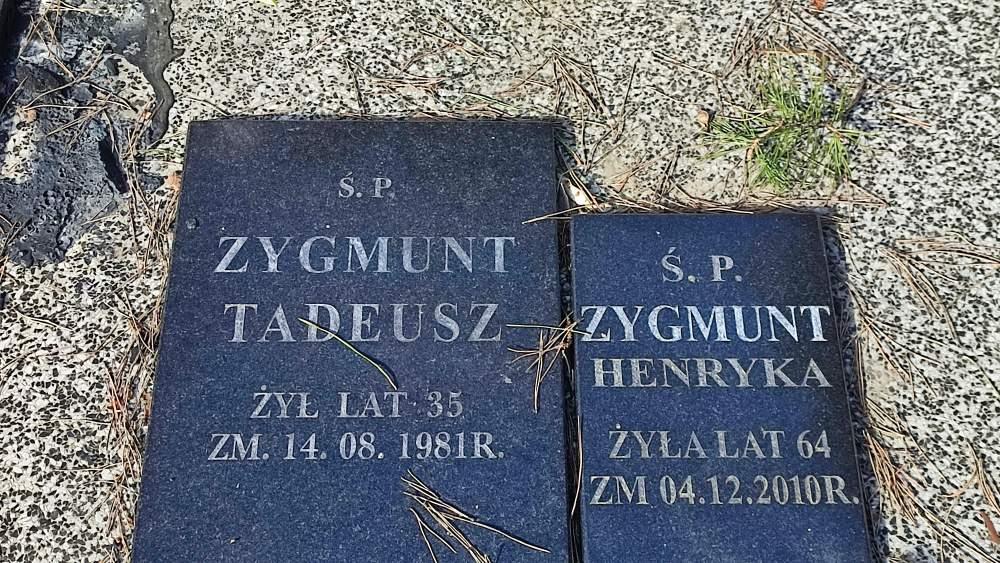 Ś. P.
ZYGMUNT
TADEUSZ
ŻYŁ LAT 35
ZM. 14. 08. 1981R.
Ś. P.
ZYGMUNT
HENRYKA
ŻYŁA LAT 64
ZM 04.12.2010R.